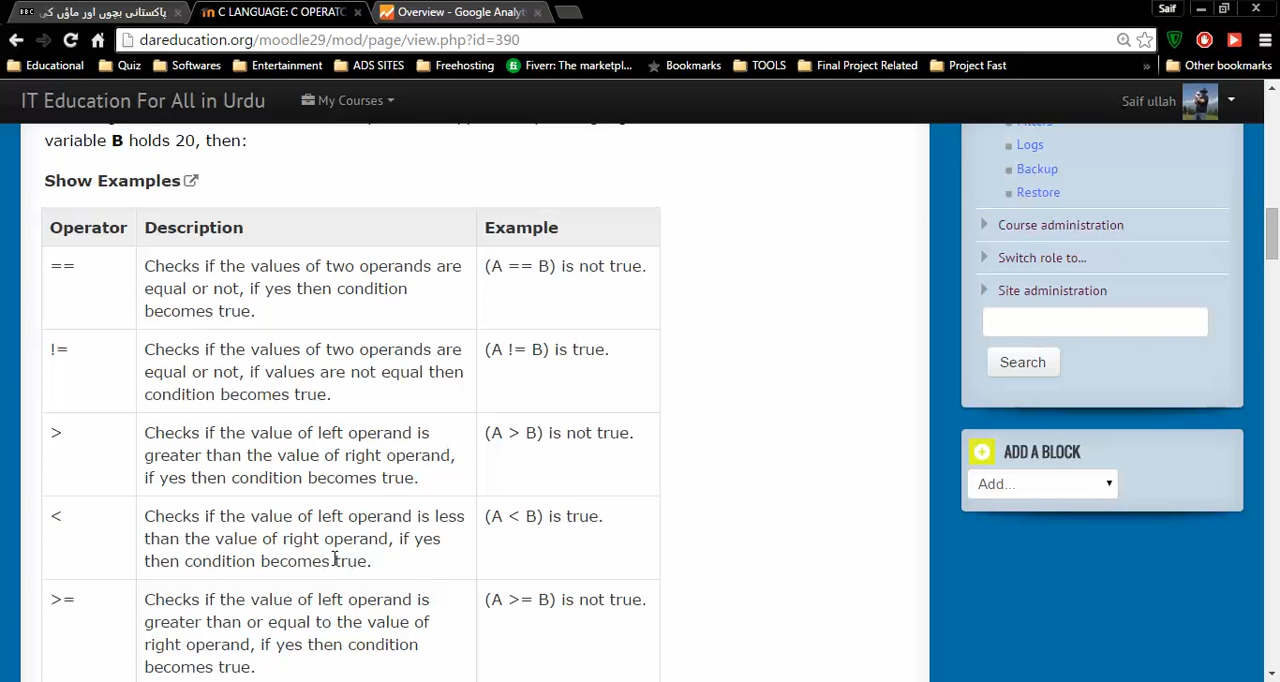 BBC پاکستانی بچوں اور ماؤں کی
C LANGUAGE: C OPERATO
Overview - Google Analyt
Saif
dareducation.org/moodle29/mod/page/view.php?id=390
Educational Quiz Softwares Entertainment ADS SITES Freehosting Fiverr: The marketpl... Bookmarks TOOLS Final Project Related Project Fast » Other bookmarks
IT Education For All in Urdu My Courses Saif ullah
variable B holds 20, then:
Show Examples
Operator Description Example
== Checks if the values of two operands are (A == B) is not true.
equal or not, if yes then condition
becomes true.
!= Checks if the values of two operands are (A != B) is true.
equal or not, if values are not equal then
condition becomes true.
> Checks if the value of left operand is (A > B) is not true.
greater than the value of right operand,
if yes then condition becomes true.
< Checks if the value of left operand is less (A < B) is true.
than the value of right operand, if yes
then condition becomes true.
>= Checks if the value of left operand is (A >= B) is not true.
greater than or equal to the value of
right operand, if yes then condition
becomes true.
Filters
Logs
Backup
Restore
Course administration
Switch role to...
Site administration
Search
ADD A BLOCK
Add...